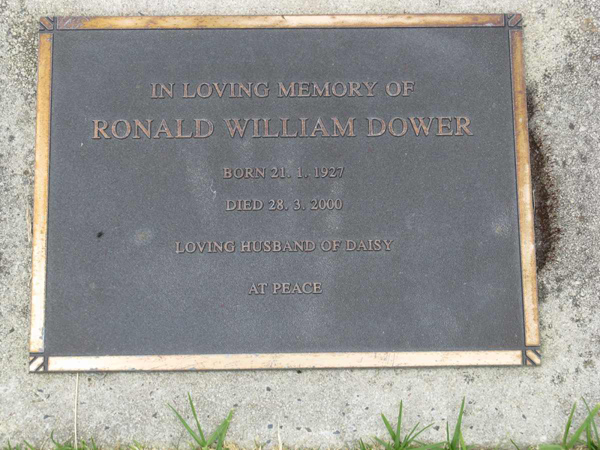 IN LOVING MEMORY OF
RONALD WILLIAM DOWER
BORN 21. 1. 1927
DIED 28. 3. 2000
LOVING HUSBAND OF DAISY
AT PEACE